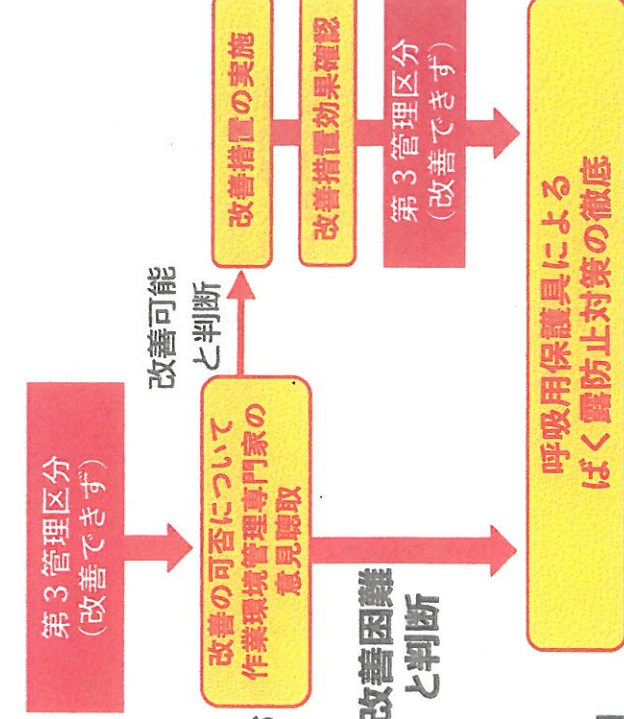 第3管理区分
(改善できず)
改善の可否について
作業環境管理専門家の
意見聴取
改善可能
と判断
改善措置の実施
改善措置効果確認
第3管理区分
(改善できず)
改善困難
と判断
呼吸用保護具による
ばく露防止対策の徹底